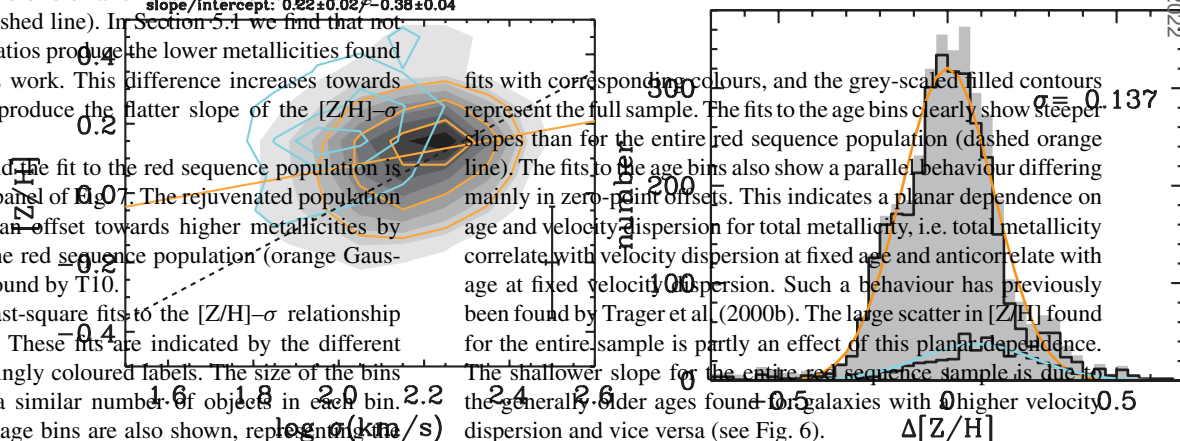 slope/intercept: 0.22±0.02/−0.38±0.04
shed line). In Section 5.1 we find that not
atios produce the lower metallicities found
work. This difference increases towards
produce the flatter slope of the [Z/H]–σ
the fit to the red sequence population is
panel of Fig. 7. The rejuvenated population
an offset towards higher metallicities by
e red sequence population (orange Gaus-
ound by T10.
ast-square fits to the [Z/H]–σ relationship
These fits are indicated by the different
ingly coloured labels. The size of the bins
a similar number of objects in each bin.
age bins are also shown, representing the
0.4
0.2
0.0
−0.2
−0.4
[Z/H]
1.6 1.8 2.0 2.2 2.4 2.6
log σ(km/s)
fits with corresponding colours, and the grey-scaled filled contours
represent the full sample. The fits to the age bins clearly show steeper
slopes than for the entire red sequence population (dashed orange
line). The fits to the age bins also show a parallel behaviour differing
mainly in zero-point offsets. This indicates a planar dependence on
age and velocity dispersion for total metallicity, i.e. total metallicity
correlate with velocity dispersion at fixed age and anticorrelate with
age at fixed velocity dispersion. Such a behaviour has previously
been found by Trager et al. (2000b). The large scatter in [Z/H] found
for the entire sample is partly an effect of this planar dependence.
The shallower slope for the entire red sequence sample is due to
the generally older ages found for galaxies with a higher velocity
dispersion and vice versa (see Fig. 6).
300
200
100
0
number
σ= 0.137
−0.5 0 0.5
Δ[Z/H]
2022